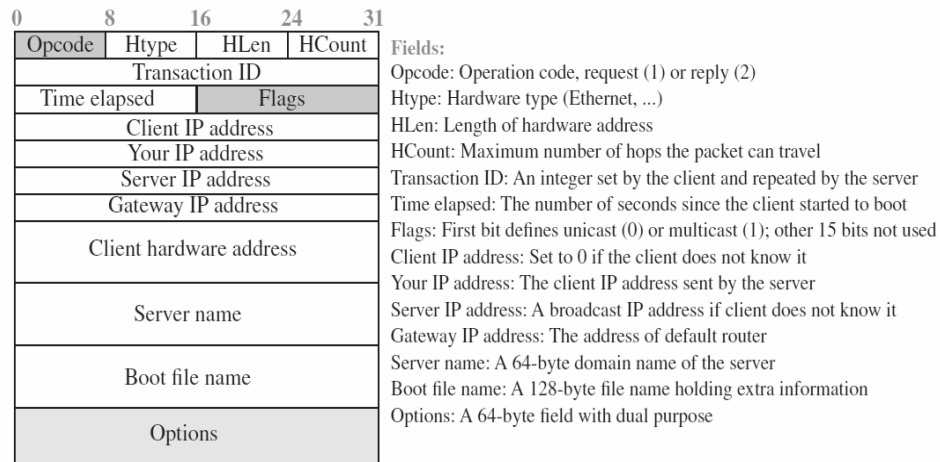 0 8 16 24 31
Opcode Htype HLen HCount
Transaction ID
Time elapsed Flags
Client IP address
Your IP address
Server IP address
Gateway IP address
Client hardware address
Server name
Boot file name
Options
Fields:
Opcode: Operation code, request (1) or reply (2)
Htype: Hardware type (Ethernet, ...)
HLen: Length of hardware address
HCount: Maximum number of hops the packet can travel
Transaction ID: An integer set by the client and repeated by the server
Time elapsed: The number of seconds since the client started to boot
Flags: First bit defines unicast (0) or multicast (1); other 15 bits not used
Client IP address: Set to 0 if the client does not know it
Your IP address: The client IP address sent by the server
Server IP address: A broadcast IP address if client does not know it
Gateway IP address: The address of default router
Server name: A 64-byte domain name of the server
Boot file name: A 128-byte file name holding extra information
Options: A 64-byte field with dual purpose